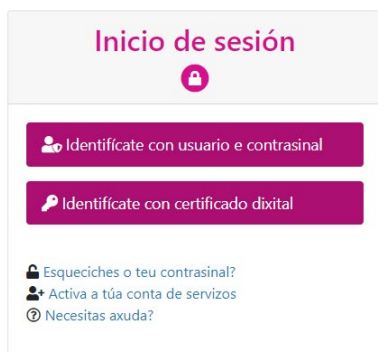 Inicio de sesión
Identifícate con usuario e contrasinal
Identifícate con certificado dixital
Esqueciches o teu contrasinal?
Activa a túa conta de servizos
Necesitas axuda?